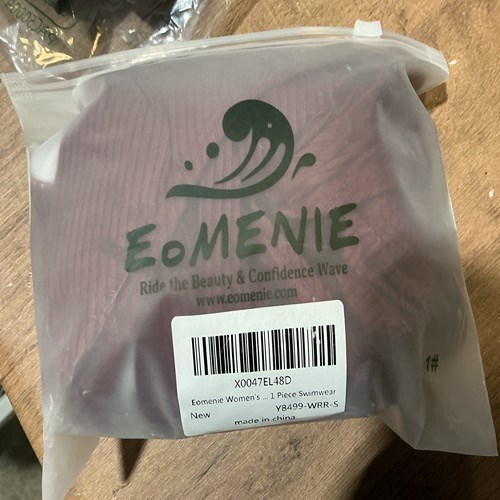 EOMENIE
Ride the Beauty & Confidence Wave
www.eomenie.com
X0047EL48D
Eomenie Women's ... 1 Piece Swimwear
New Y8499-WRR-S
made in china
1#